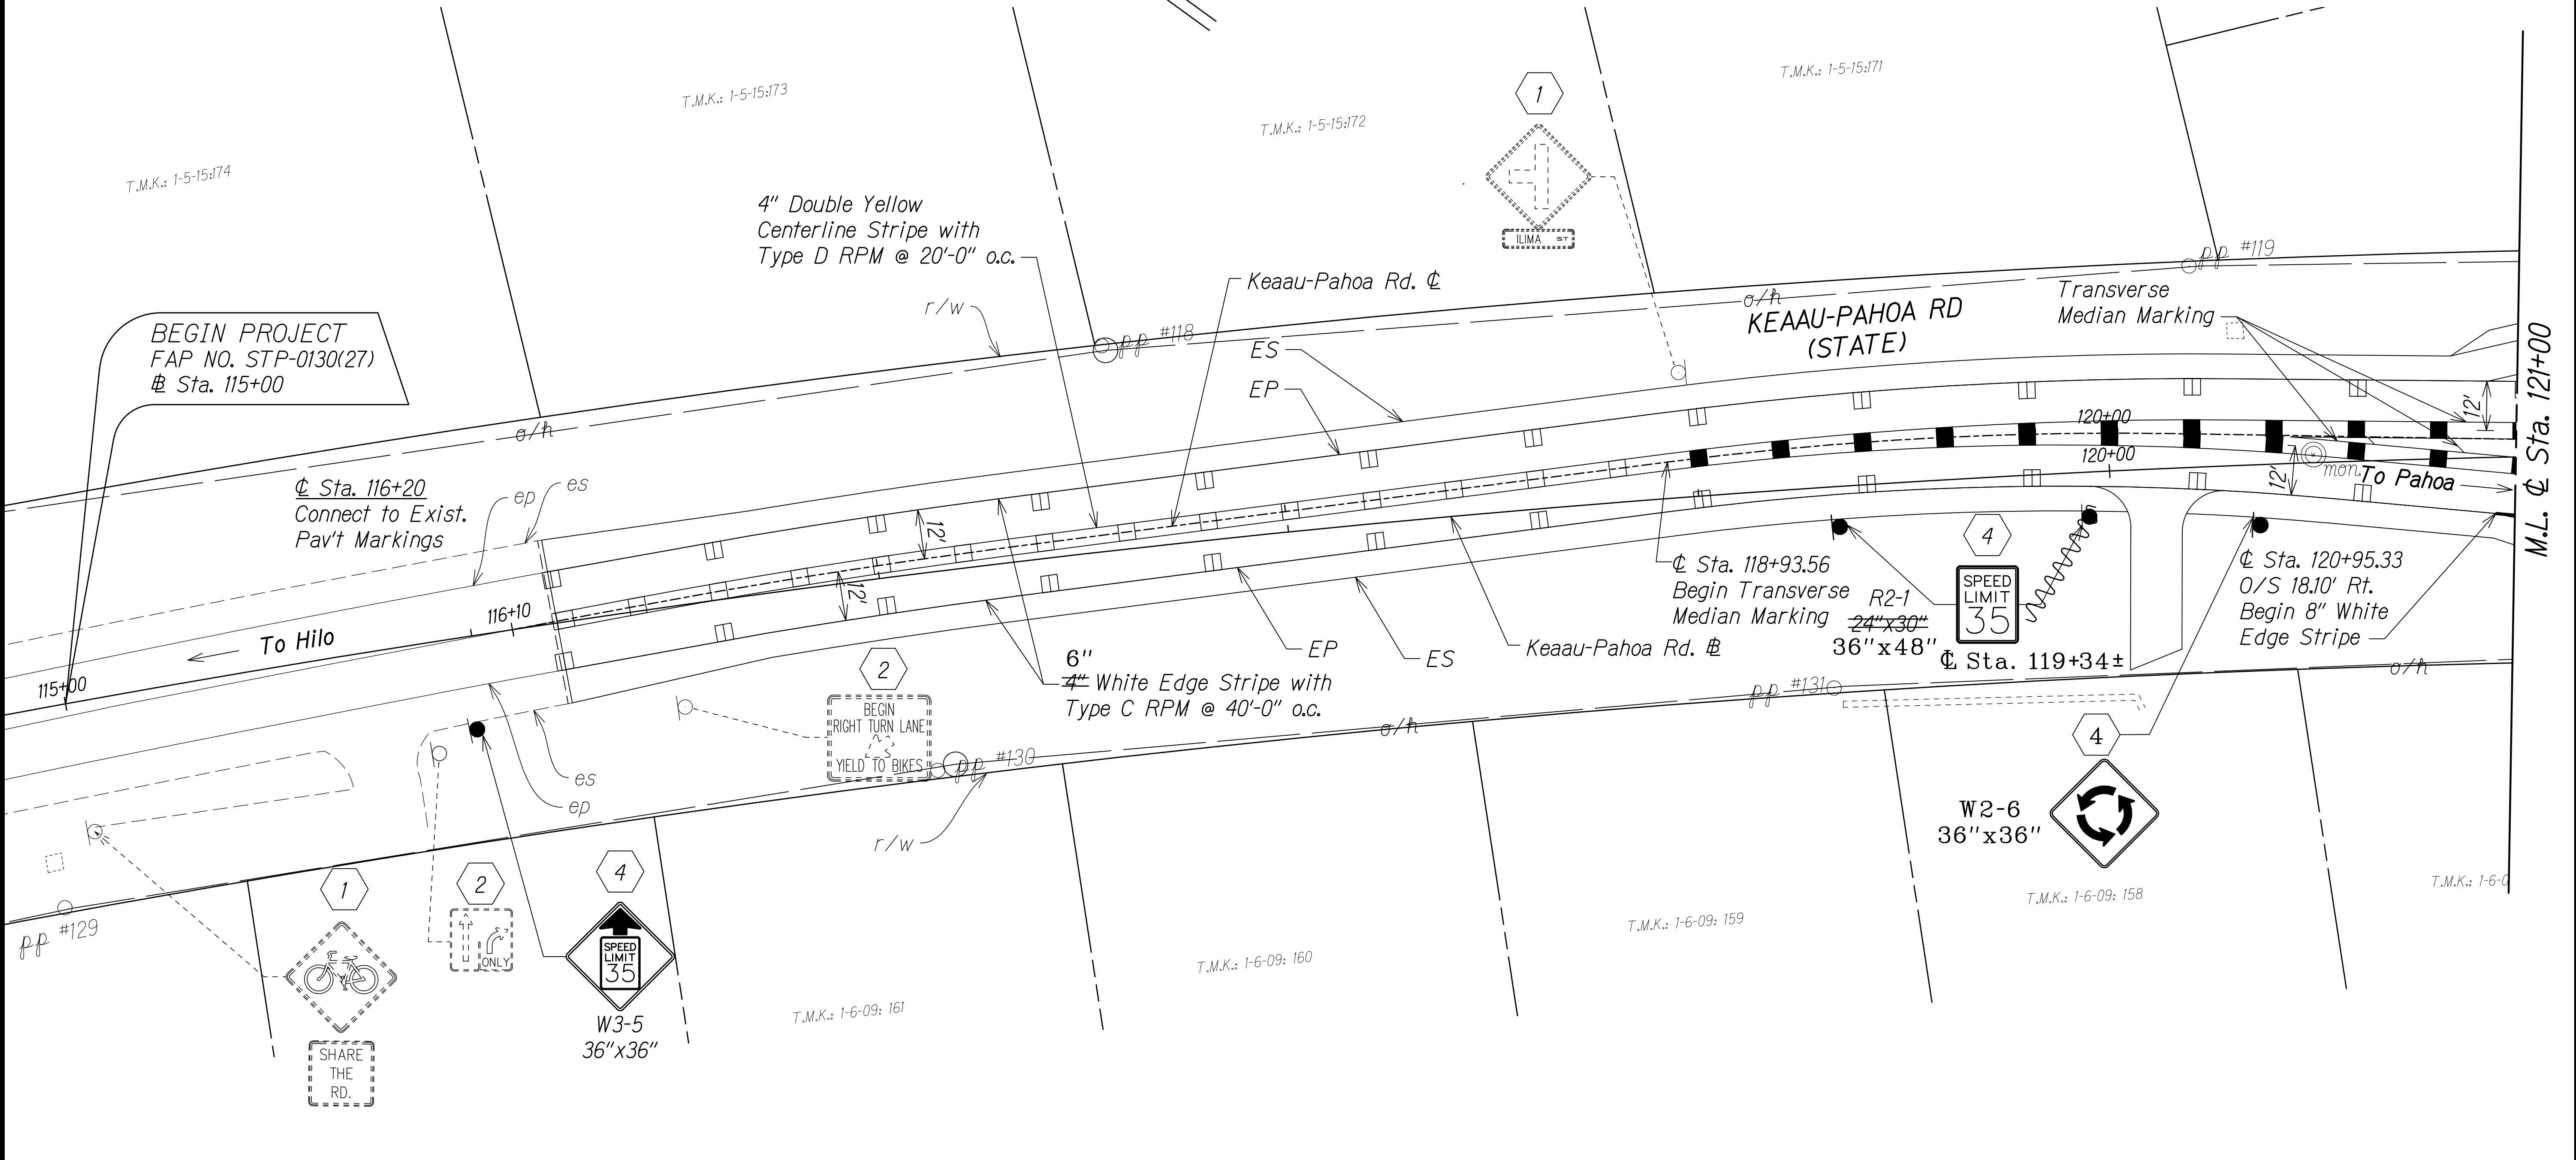 T.M.K.: 1-5-15:174
T.M.K.: 1-5-15:173
T.M.K.: 1-5-15:172
T.M.K.: 1-5-15:171
1
ILIMA ST
4" Double Yellow
Centerline Stripe with
Type D RPM @ 20'-0" o.c.
r/w
Keaau-Pahoa Rd. ℄
ES
EP
pp #118
o/h
pp #119
KEAAU-PAHOA RD
(STATE)
Transverse
Median Marking
BEGIN PROJECT
FAP NO. STP-0130(27)
B Sta. 115+00
o/h
℄ Sta. 116+20
Connect to Exist.
Pav't Markings
ep
es
12'
12'
120+00
120+00
12'
12'
mon.
To Pahoa
M.L. ℄ Sta. 121+00
To Hilo
116+10
115+00
℄ Sta. 118+93.56
Begin Transverse
Median Marking
R2-1
24"x30"
36"x48"
4
SPEED
LIMIT
35
℄ Sta. 119+34±
℄ Sta. 120+95.33
O/S 18.10' Rt.
Begin 8" White
Edge Stripe
o/h
EP
ES
Keaau-Pahoa Rd. B
6"
4" White Edge Stripe with
Type C RPM @ 40'-0" o.c.
2
BEGIN
RIGHT TURN LANE
YIELD TO BIKES
pp #130
o/h
pp #131
es
ep
r/w
4
W2-6
36"x36"
pp #129
1
SHARE
THE
RD.
2
ONLY
4
SPEED
LIMIT
35
W3-5
36"x36"
T.M.K.: 1-6-09: 161
T.M.K.: 1-6-09: 160
T.M.K.: 1-6-09: 159
T.M.K.: 1-6-09: 158
T.M.K.: 1-6-0